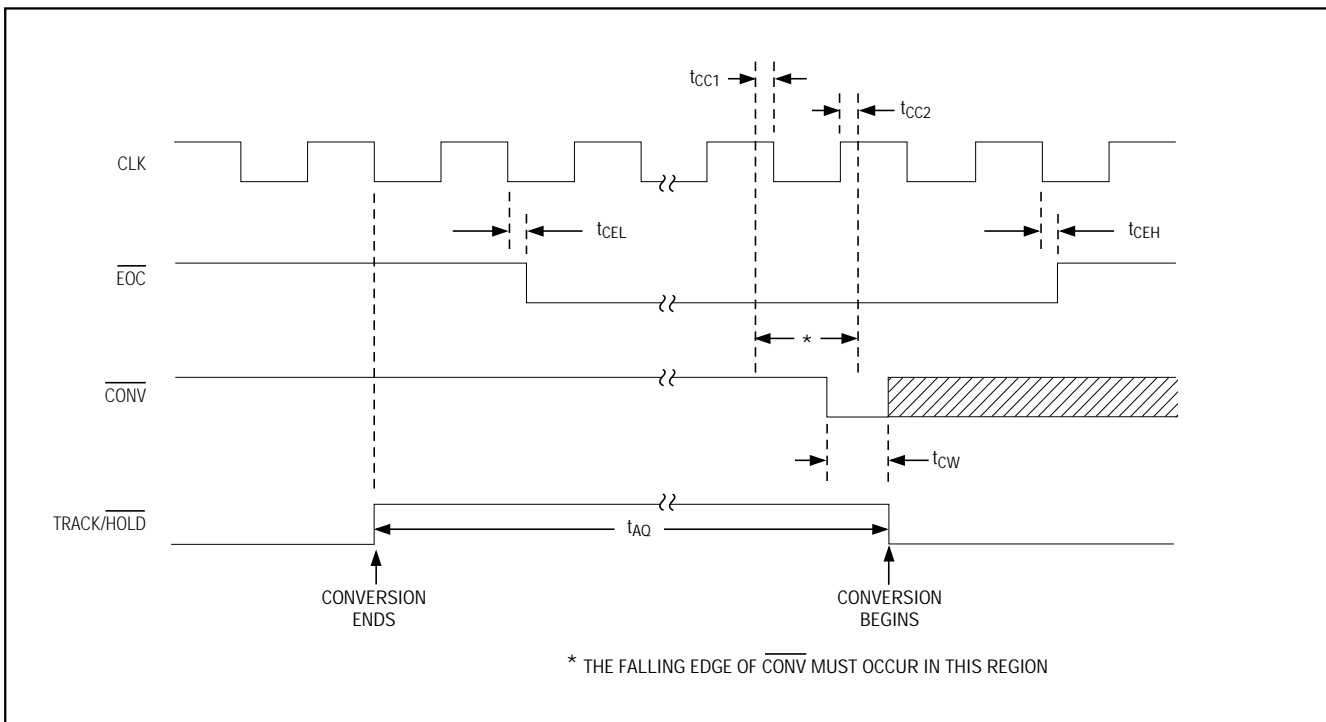 tCC1
tCC2
CLK
tCEL
tCEH
EOC
*
CONV
tCW
TRACK/HOLD
tAQ
CONVERSION
ENDS
CONVERSION
BEGINS
* THE FALLING EDGE OF CONV MUST OCCUR IN THIS REGION